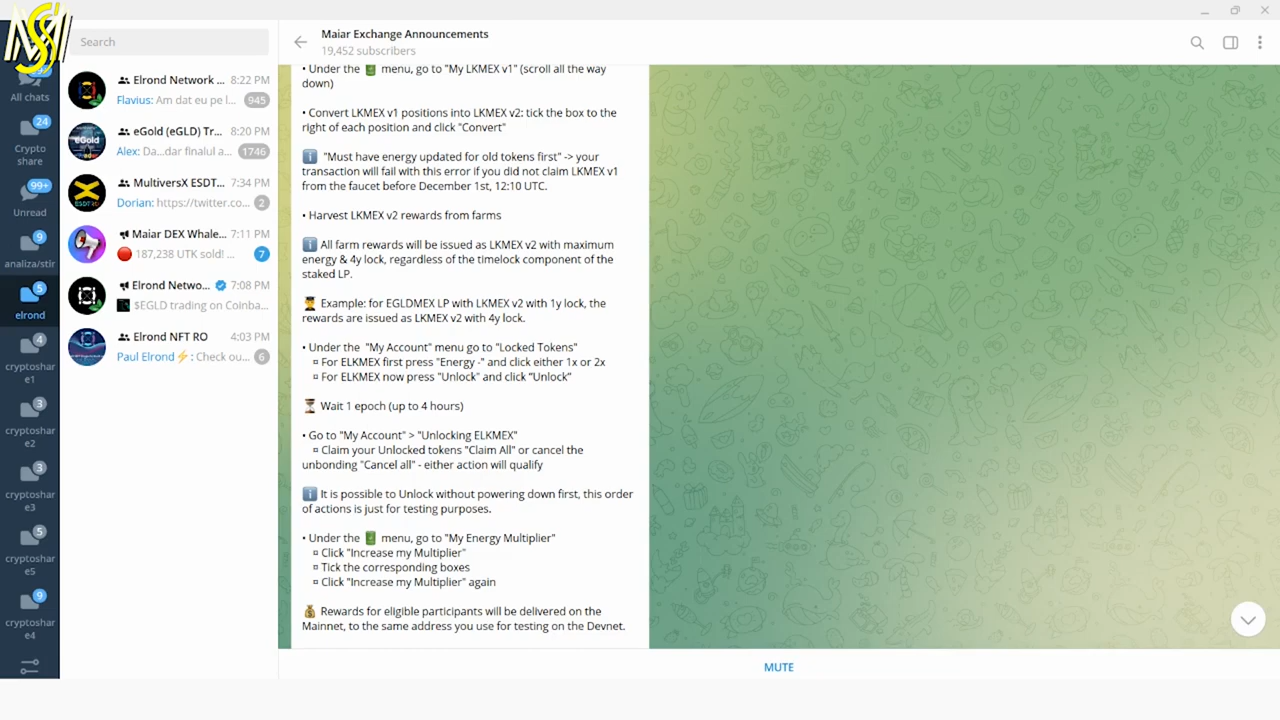 MSM
Search
Maiar Exchange Announcements
19,452 subscribers
All chats
24
Crypto
share
99+
Unread
9
analiza/stir
5
elrond
4
cryptoshar
e1
3
cryptoshar
e2
3
cryptoshar
e3
5
cryptoshar
e5
9
cryptoshar
e4
Elrond Network ... 8:22 PM
Flavius: Am dat eu pe l... 945
eGold (eGLD) Tr... 8:20 PM
Alex: Da...dar finalul a... 1746
MultiversX ESDT... 7:34 PM
Dorian: https://twitter.co... 2
Maiar DEX Whale... 7:11 PM
187,238 UTK sold! ... 7
Elrond Netwo... 7:08 PM
$EGLD trading on Coinba...
Elrond NFT RO 4:03 PM
Paul Elrond⚡: Check ou... 6
• Under the 🔋 menu, go to "My LKMEX v1" (scroll all the way
down)
• Convert LKMEX v1 positions into LKMEX v2: tick the box to the
right of each position and click "Convert"
ℹ️ "Must have energy updated for old tokens first" -> your
transaction will fail with this error if you did not claim LKMEX v1
from the faucet before December 1st, 12:10 UTC.
• Harvest LKMEX v2 rewards from farms
ℹ️ All farm rewards will be issued as LKMEX v2 with maximum
energy & 4y lock, regardless of the timelock component of the
staked LP.
Example: for EGLDMEX LP with LKMEX v2 with 1y lock, the
rewards are issued as LKMEX v2 with 4y lock.
• Under the "My Account" menu go to "Locked Tokens"
▫ For ELKMEX first press "Energy -" and click either 1x or 2x
▫ For ELKMEX now press "Unlock" and click “Unlock”
⏳ Wait 1 epoch (up to 4 hours)
• Go to "My Account" > "Unlocking ELKMEX"
▫ Claim your Unlocked tokens "Claim All" or cancel the
unbonding "Cancel all" - either action will qualify
ℹ️ It is possible to Unlock without powering down first, this order
of actions is just for testing purposes.
• Under the 🔋 menu, go to "My Energy Multiplier"
▫ Click "Increase my Multiplier"
▫ Tick the corresponding boxes
▫ Click "Increase my Multiplier" again
💰 Rewards for eligible participants will be delivered on the
Mainnet, to the same address you use for testing on the Devnet.
MUTE